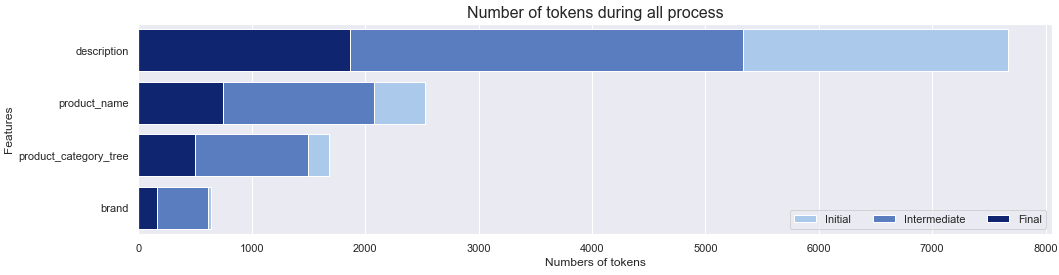 Number of tokens during all process
Features
description
product_name
product_category_tree
brand
Initial Intermediate Final
0 1000 2000 3000 4000 5000 6000 7000 8000
Numbers of tokens